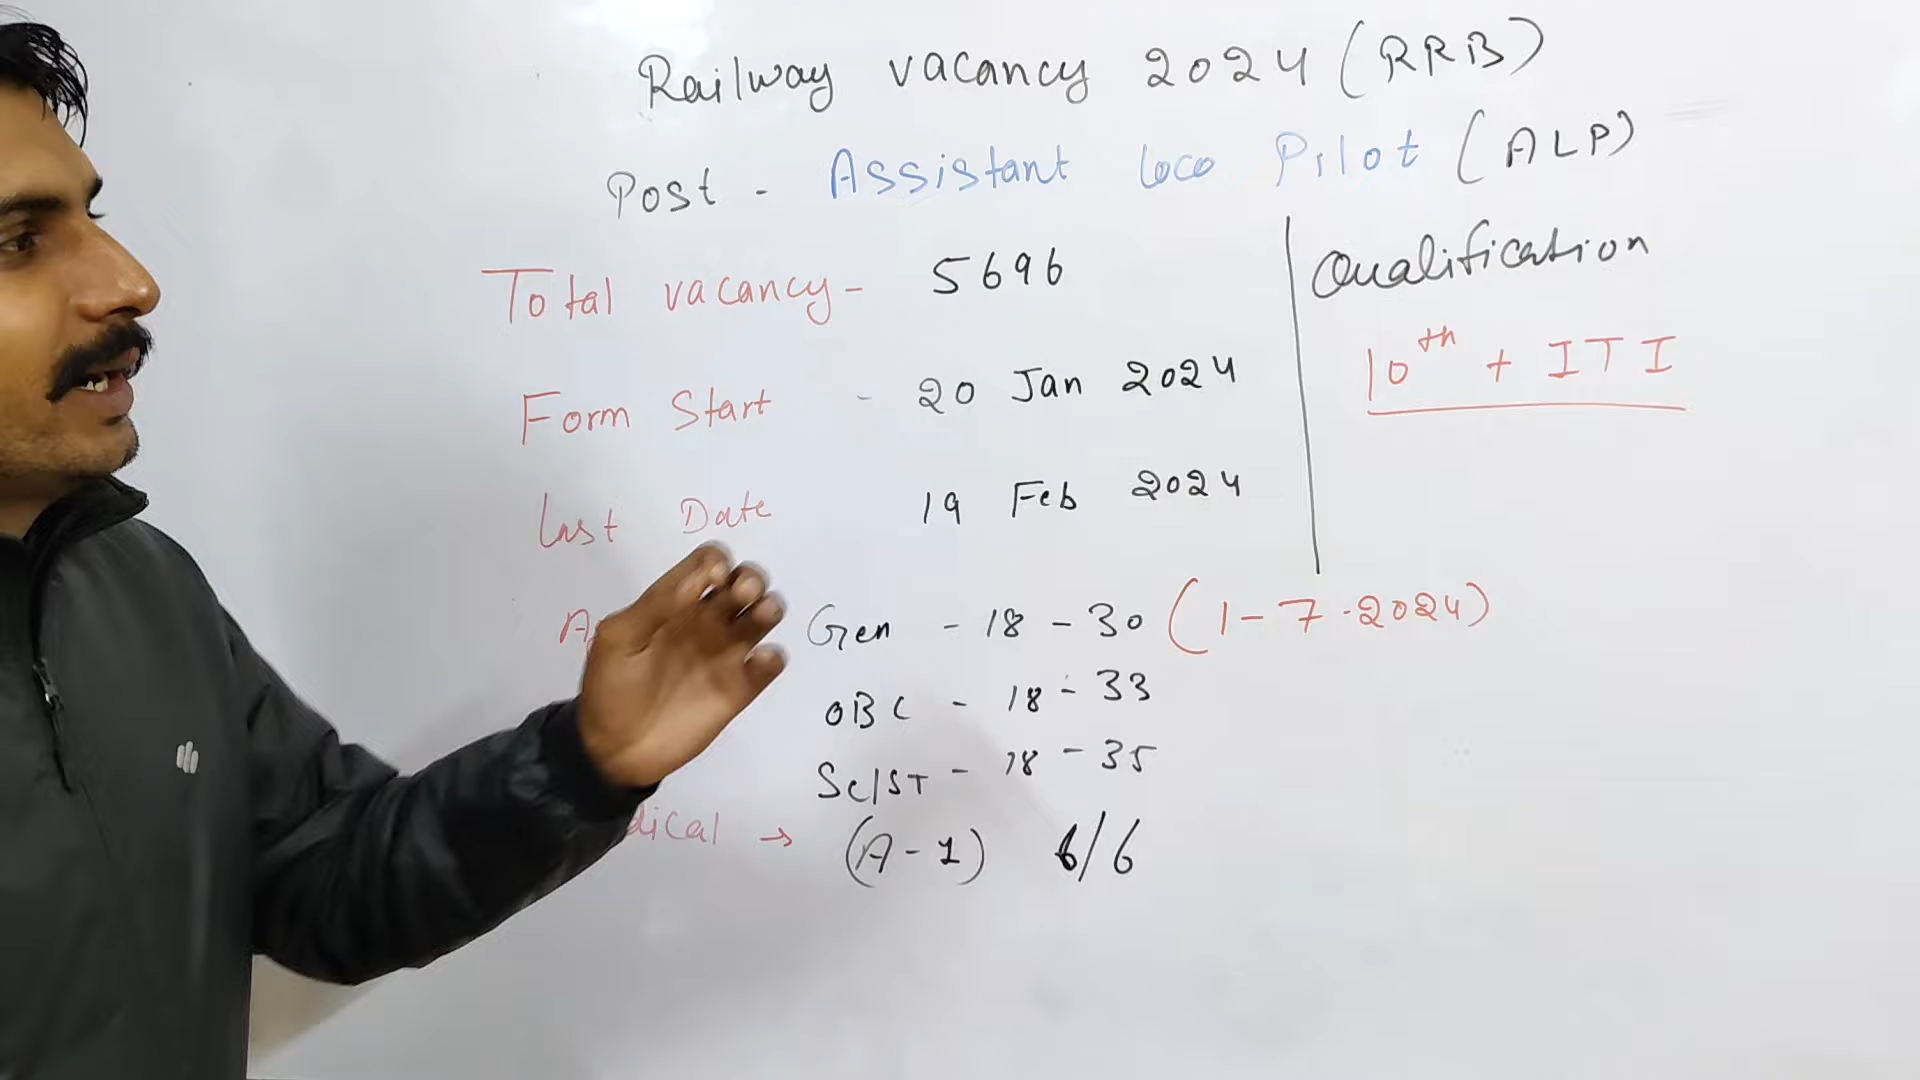 Railway vacancy 2024 (RRB)
Post - Assistant loco Pilot (ALP)
Total vacancy - 5696
Form Start - 20 Jan 2024
Last Date 19 Feb 2024
Gen - 18 - 30 (1-7.2024)
OBC - 18 - 33
SC/ST - 18 - 35
→ (A-1) 6/6
Qualification
10th + ITI